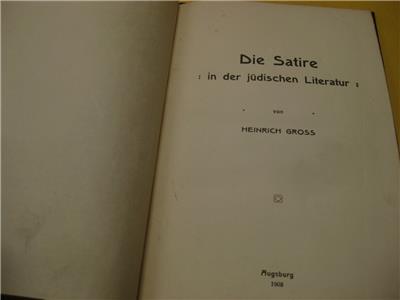 Die Satire
: in der jüdischen Literatur :
von
HEINRICH GROSS
Augsburg
1908